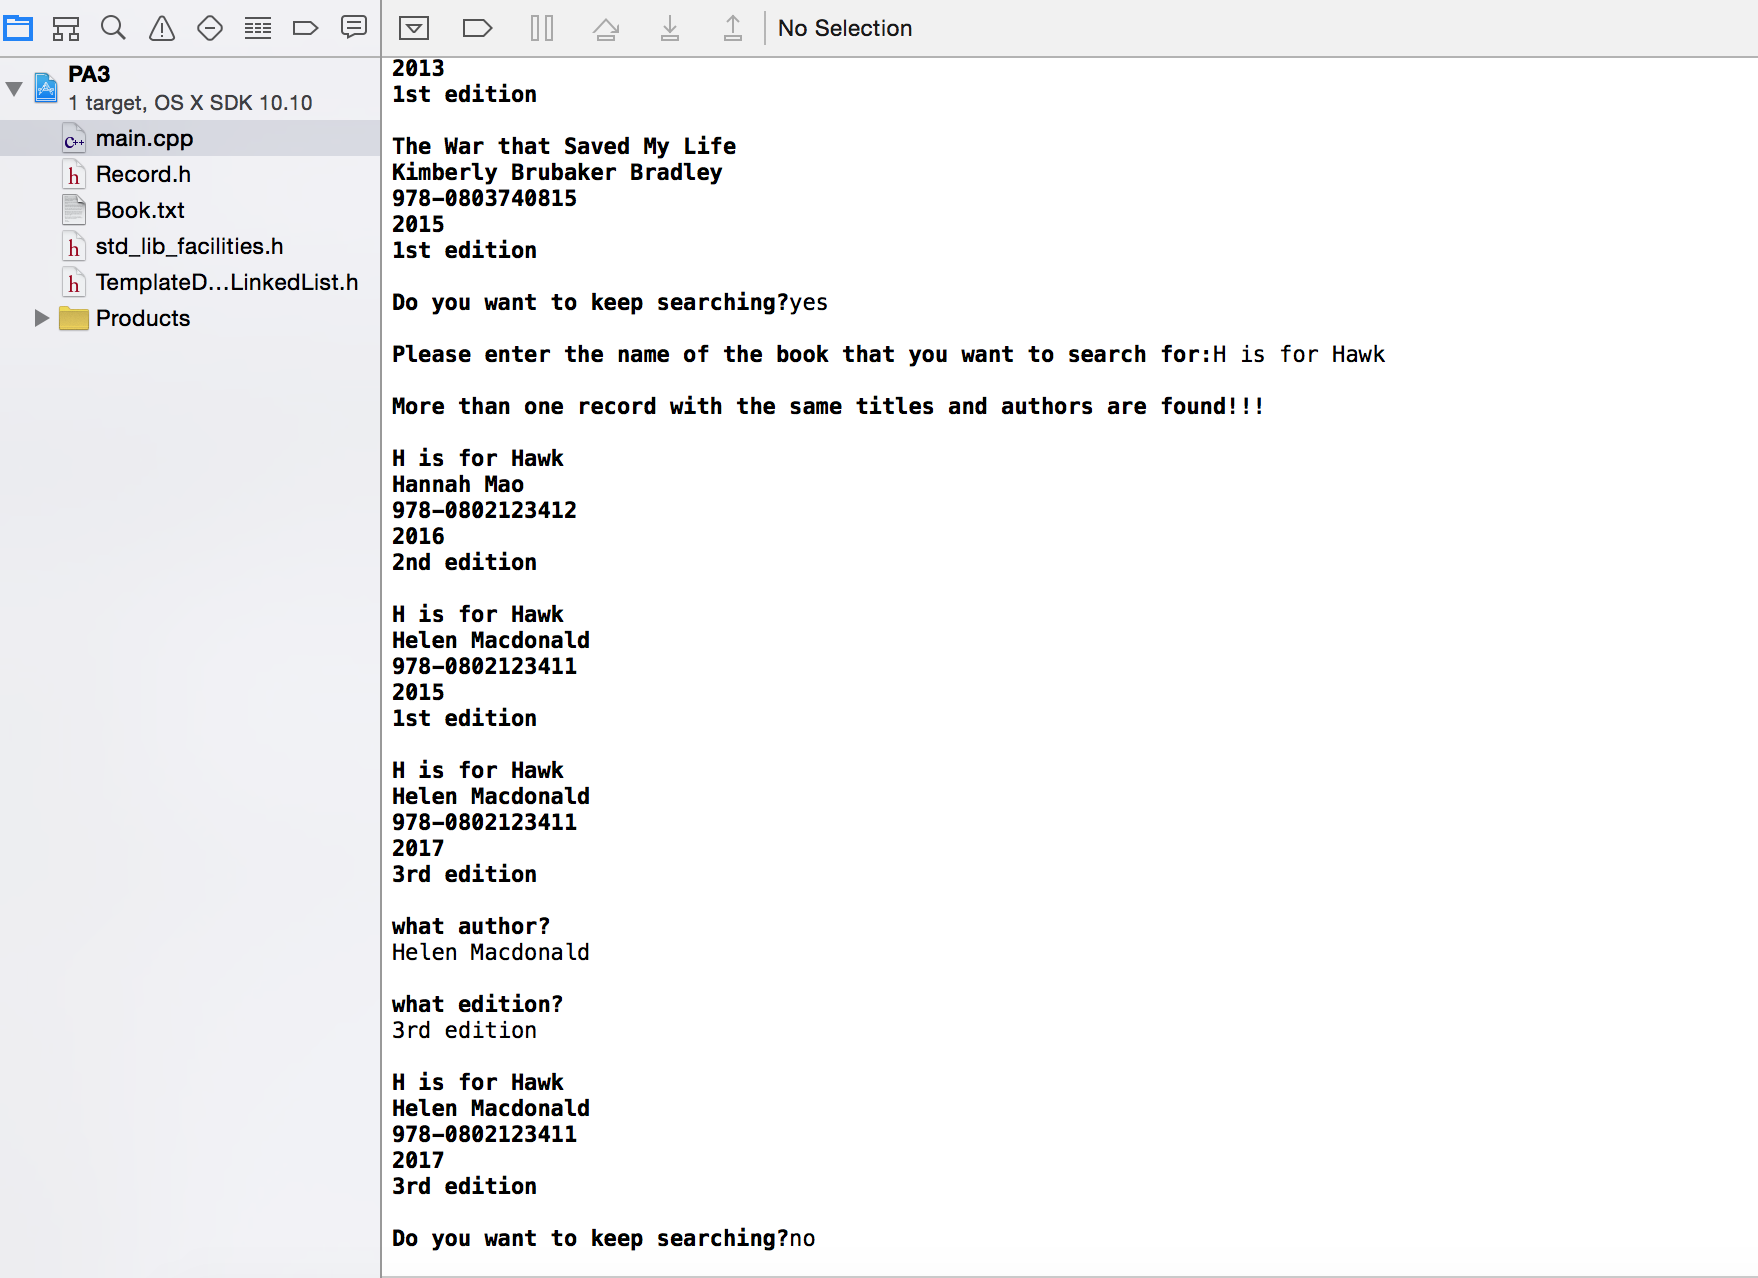 No Selection
PA3
1 target, OS X SDK 10.10
main.cpp
Record.h
Book.txt
std_lib_facilities.h
TemplateD...LinkedList.h
Products
2013
1st edition
The War that Saved My Life
Kimberly Brubaker Bradley
978-0803740815
2015
1st edition
Do you want to keep searching?yes
Please enter the name of the book that you want to search for:H is for Hawk
More than one record with the same titles and authors are found!!!
H is for Hawk
Hannah Mao
978-0802123412
2016
2nd edition
H is for Hawk
Helen Macdonald
978-0802123411
2015
1st edition
H is for Hawk
Helen Macdonald
978-0802123411
2017
3rd edition
what author?
Helen Macdonald
what edition?
3rd edition
H is for Hawk
Helen Macdonald
978-0802123411
2017
3rd edition
Do you want to keep searching?no